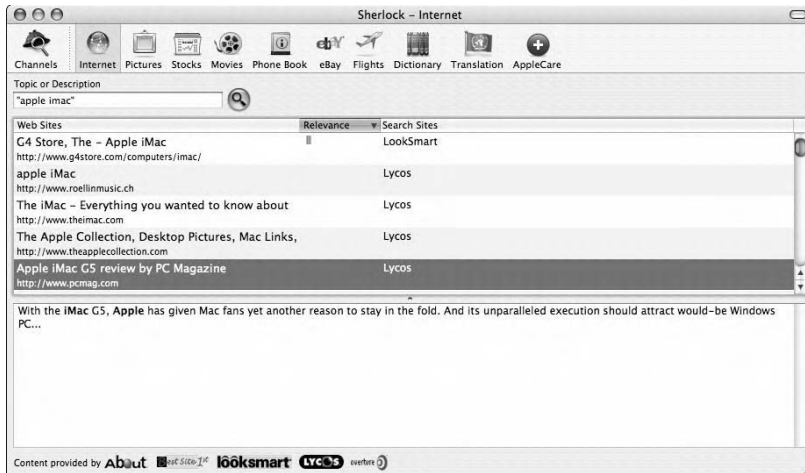 Sherlock – Internet
Channels Internet Pictures Stocks Movies Phone Book eBay Flights Dictionary Translation AppleCare
Topic or Description
"apple imac"
Web Sites Relevance Search Sites
G4 Store, The – Apple iMac LookSmart
http://www.g4store.com/computers/imac/
apple iMac Lycos
http://www.roellinmusic.ch
The iMac – Everything you wanted to know about Lycos
http://www.theimac.com
The Apple Collection, Desktop Pictures, Mac Links, Lycos
http://www.theapplecollection.com
Apple iMac G5 review by PC Magazine Lycos
http://www.pcmag.com
With the iMac G5, Apple has given Mac fans yet another reason to stay in the fold. And its unparalleled execution should attract would-be Windows
PC...
Content provided by About Best Site 1st looksmart LYCOS overture